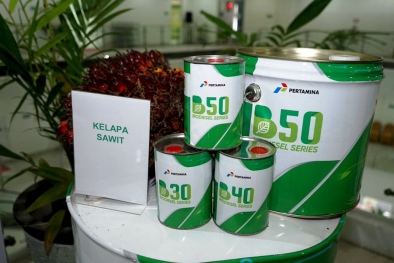 KELAPA
SAWIT
PERTAMINA
B50
BIODIESEL SERIES
PERTAMINA
B50
BIODIESEL SERIES
PERTAMINA
B30
BIODIESEL SERIES
PERTAMINA
B40
BIODIESEL SERIES